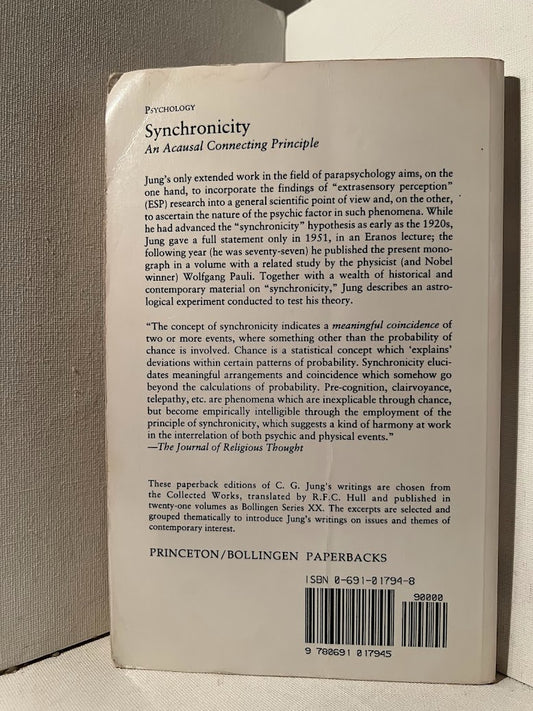 PSYCHOLOGY
Synchronicity
An Acausal Connecting Principle
Jung's only extended work in the field of parapsychology aims, on the
one hand, to incorporate the findings of "extrasensory perception"
(ESP) research into a general scientific point of view and, on the other,
to ascertain the nature of the psychic factor in such phenomena. While
he had advanced the "synchronicity" hypothesis as early as the 1920s,
Jung gave a full statement only in 1951, in an Eranos lecture; the
following year (he was seventy-seven) he published the present mono-
graph in a volume with a related study by the physicist (and Nobel
winner) Wolfgang Pauli. Together with a wealth of historical and
contemporary material on "synchronicity," Jung describes an astro-
logical experiment conducted to test his theory.
"The concept of synchronicity indicates a meaningful coincidence of
two or more events, where something other than the probability of
chance is involved. Chance is a statistical concept which 'explains'
deviations within certain patterns of probability. Synchronicity eluci-
dates meaningful arrangements and coincidence which somehow go
beyond the calculations of probability. Pre-cognition, clairvoyance,
telepathy, etc. are phenomena which are inexplicable through chance,
but become empirically intelligible through the employment of the
principle of synchronicity, which suggests a kind of harmony at work
in the interrelation of both psychic and physical events."
—The Journal of Religious Thought
These paperback editions of C. G. Jung's writings are chosen from
the Collected Works, translated by R.F.C. Hull and published in
twenty-one volumes as Bollingen Series XX. The excerpts are selected and
grouped thematically to introduce Jung's writings on issues and themes of
contemporary interest.
PRINCETON/BOLLINGEN PAPERBACKS
ISBN 0-691-01794-8
90000
9 780691 017945